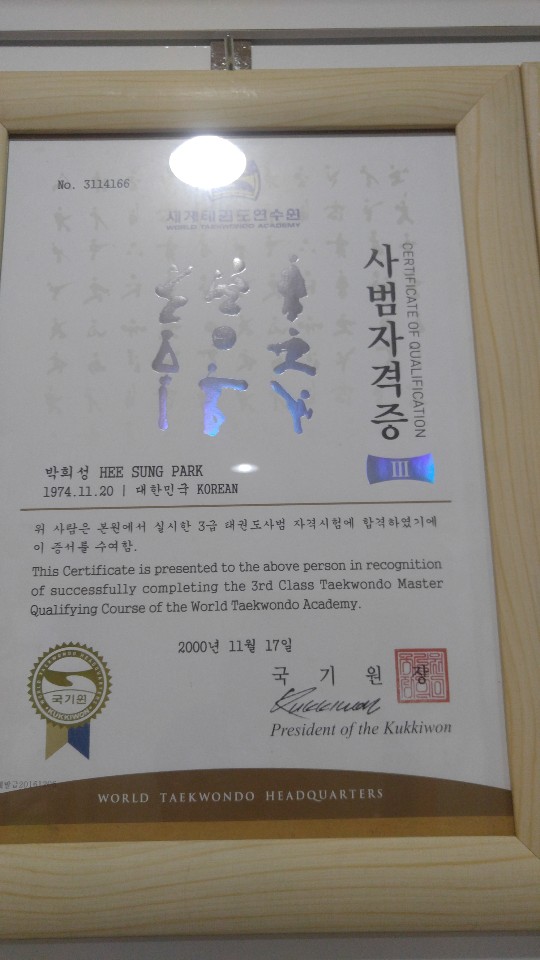 No. 3114166
세계태권도연수원
WORLD TAEKWONDO ACADEMY
사범자격증
CERTIFICATE OF QUALIFICATION
III
박희성 HEE SUNG PARK
1974.11.20 | 대한민국 KOREAN
위 사람은 본원에서 실시한 3급 태권도사범 자격시험에 합격하였기에
이 증서를 수여함.
This Certificate is presented to the above person in recognition
of successfully completing the 3rd Class Taekwondo Master
Qualifying Course of the World Taekwondo Academy.
2000년 11월 17일
국 기 원 장
Kukkiwon
President of the Kukkiwon
국기원
KUKKIWON
WORLD TAEKWONDO HEADQUARTERS